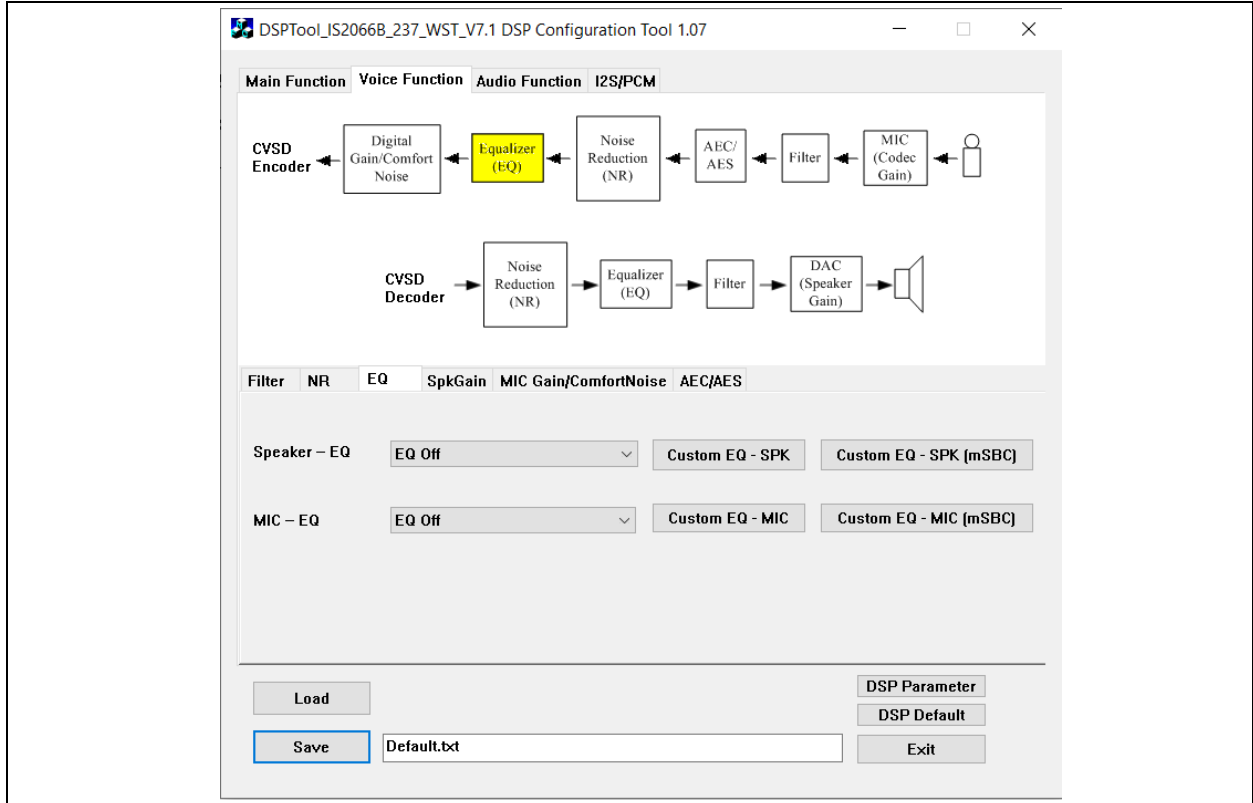 DSPTool_IS2066B_237_WST_V7.1 DSP Configuration Tool 1.07
Main Function Voice Function Audio Function I2S/PCM
CVSD
Encoder
Digital
Gain/Comfort
Noise
Equalizer
(EQ)
Noise
Reduction
(NR)
AEC/
AES
Filter
MIC
(Codec
Gain)
CVSD
Decoder
Noise
Reduction
(NR)
Equalizer
(EQ)
Filter
DAC
(Speaker
Gain)
Filter NR EQ SpkGain MIC Gain/ComfortNoise AEC/AES
Speaker – EQ EQ Off Custom EQ - SPK Custom EQ - SPK (mSBC)
MIC – EQ EQ Off Custom EQ - MIC Custom EQ - MIC (mSBC)
Load
DSP Parameter
DSP Default
Save Default.txt Exit